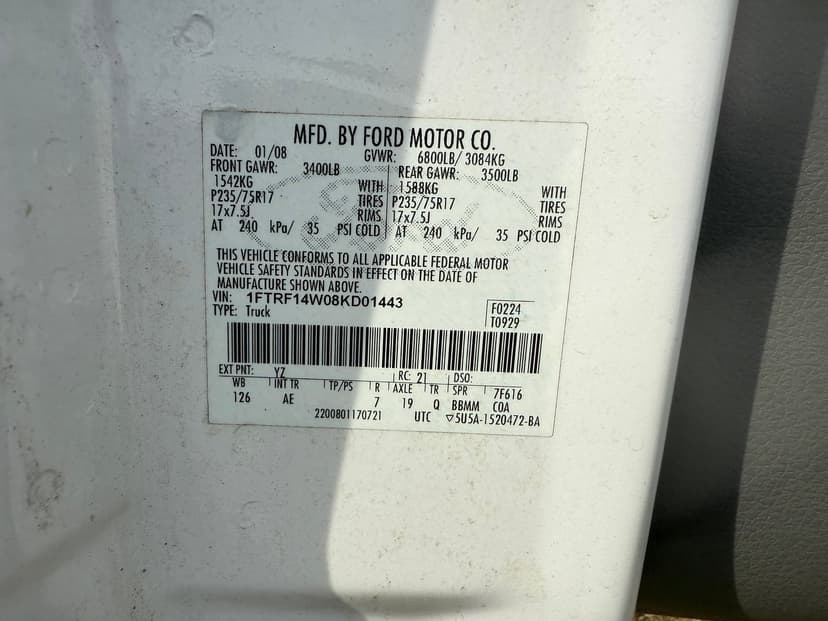 MFD. BY FORD MOTOR CO.
DATE: 01/08 GVWR: 6800LB/ 3084KG
FRONT GAWR: 3400LB REAR GAWR: 3500LB
1542KG WITH 1588KG WITH
P235/75R17 TIRES P235/75R17 TIRES
17x7.5J RIMS 17x7.5J RIMS
AT 240 kPa/ 35 PSI COLD AT 240 kPa/ 35 PSI COLD
Ford
THIS VEHICLE CONFORMS TO ALL APPLICABLE FEDERAL MOTOR
VEHICLE SAFETY STANDARDS IN EFFECT ON THE DATE OF
MANUFACTURE SHOWN ABOVE.
VIN: 1FTRF14W08KD01443 F0224
TYPE: Truck T0929
EXT PNT: YZ RC: 21 DSO:
WB INT TR TP/PS R AXLE TR SPR 7F616
126 AE 7 19 Q BBMM COA
2200801170721 UTC ▽5U5A-1520472-BA